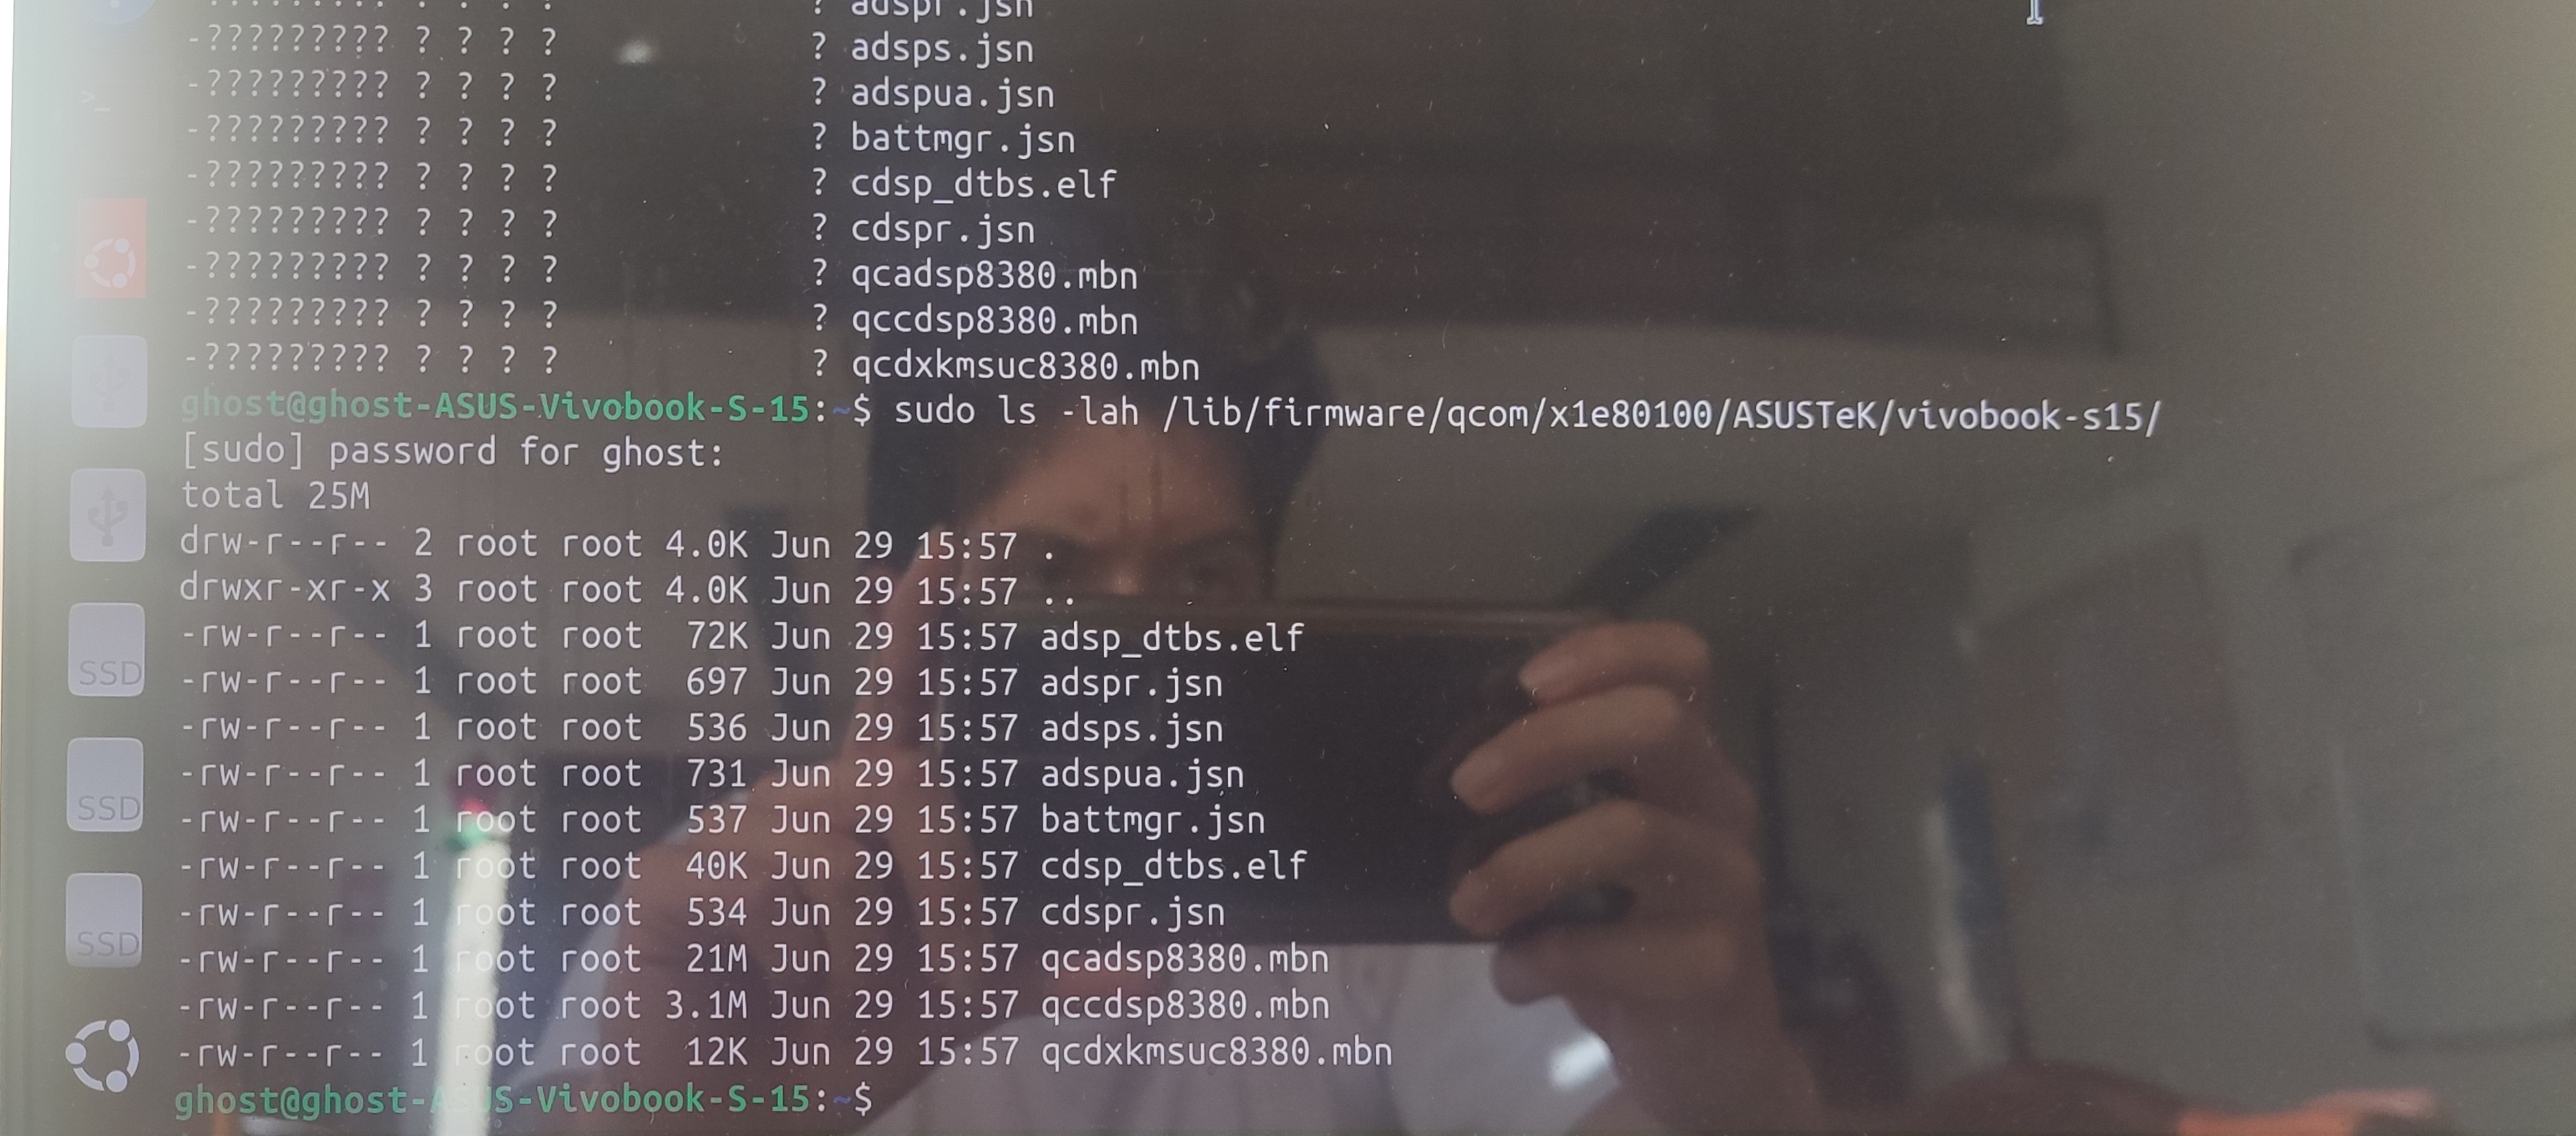 ? adspr.jsn
-????????? ? ? ? ? ? adsps.jsn
-????????? ? ? ? ? ? adspua.jsn
-????????? ? ? ? ? ? battmgr.jsn
-????????? ? ? ? ? ? cdsp_dtbs.elf
-????????? ? ? ? ? ? cdspr.jsn
-????????? ? ? ? ? ? qcadsp8380.mbn
-????????? ? ? ? ? ? qccdsp8380.mbn
-????????? ? ? ? ? ? qcdxkmsuc8380.mbn
ghost@ghost-ASUS-Vivobook-S-15:~$ sudo ls -lah /lib/firmware/qcom/x1e80100/ASUSTeK/vivobook-s15/
[sudo] password for ghost:
total 25M
drw-r--r-- 2 root root 4.0K Jun 29 15:57 .
drwxr-xr-x 3 root root 4.0K Jun 29 15:57 ..
-rw-r--r-- 1 root root 72K Jun 29 15:57 adsp_dtbs.elf
-rw-r--r-- 1 root root 697 Jun 29 15:57 adspr.jsn
-rw-r--r-- 1 root root 536 Jun 29 15:57 adsps.jsn
-rw-r--r-- 1 root root 731 Jun 29 15:57 adspua.jsn
-rw-r--r-- 1 root root 537 Jun 29 15:57 battmgr.jsn
-rw-r--r-- 1 root root 40K Jun 29 15:57 cdsp_dtbs.elf
-rw-r--r-- 1 root root 534 Jun 29 15:57 cdspr.jsn
-rw-r--r-- 1 root root 21M Jun 29 15:57 qcadsp8380.mbn
-rw-r--r-- 1 root root 3.1M Jun 29 15:57 qccdsp8380.mbn
-rw-r--r-- 1 root root 12K Jun 29 15:57 qcdxkmsuc8380.mbn
ghost@ghost-ASUS-Vivobook-S-15:~$
>_
SSD
SSD
SSD